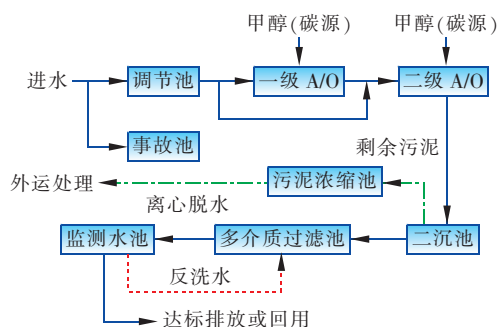 甲醇(碳源)
甲醇(碳源)
进水
调节池
一级 A/O
二级 A/O
事故池
剩余污泥
外运处理
污泥浓缩池
离心脱水
监测水池
多介质过滤池
二沉池
反洗水
达标排放或回用